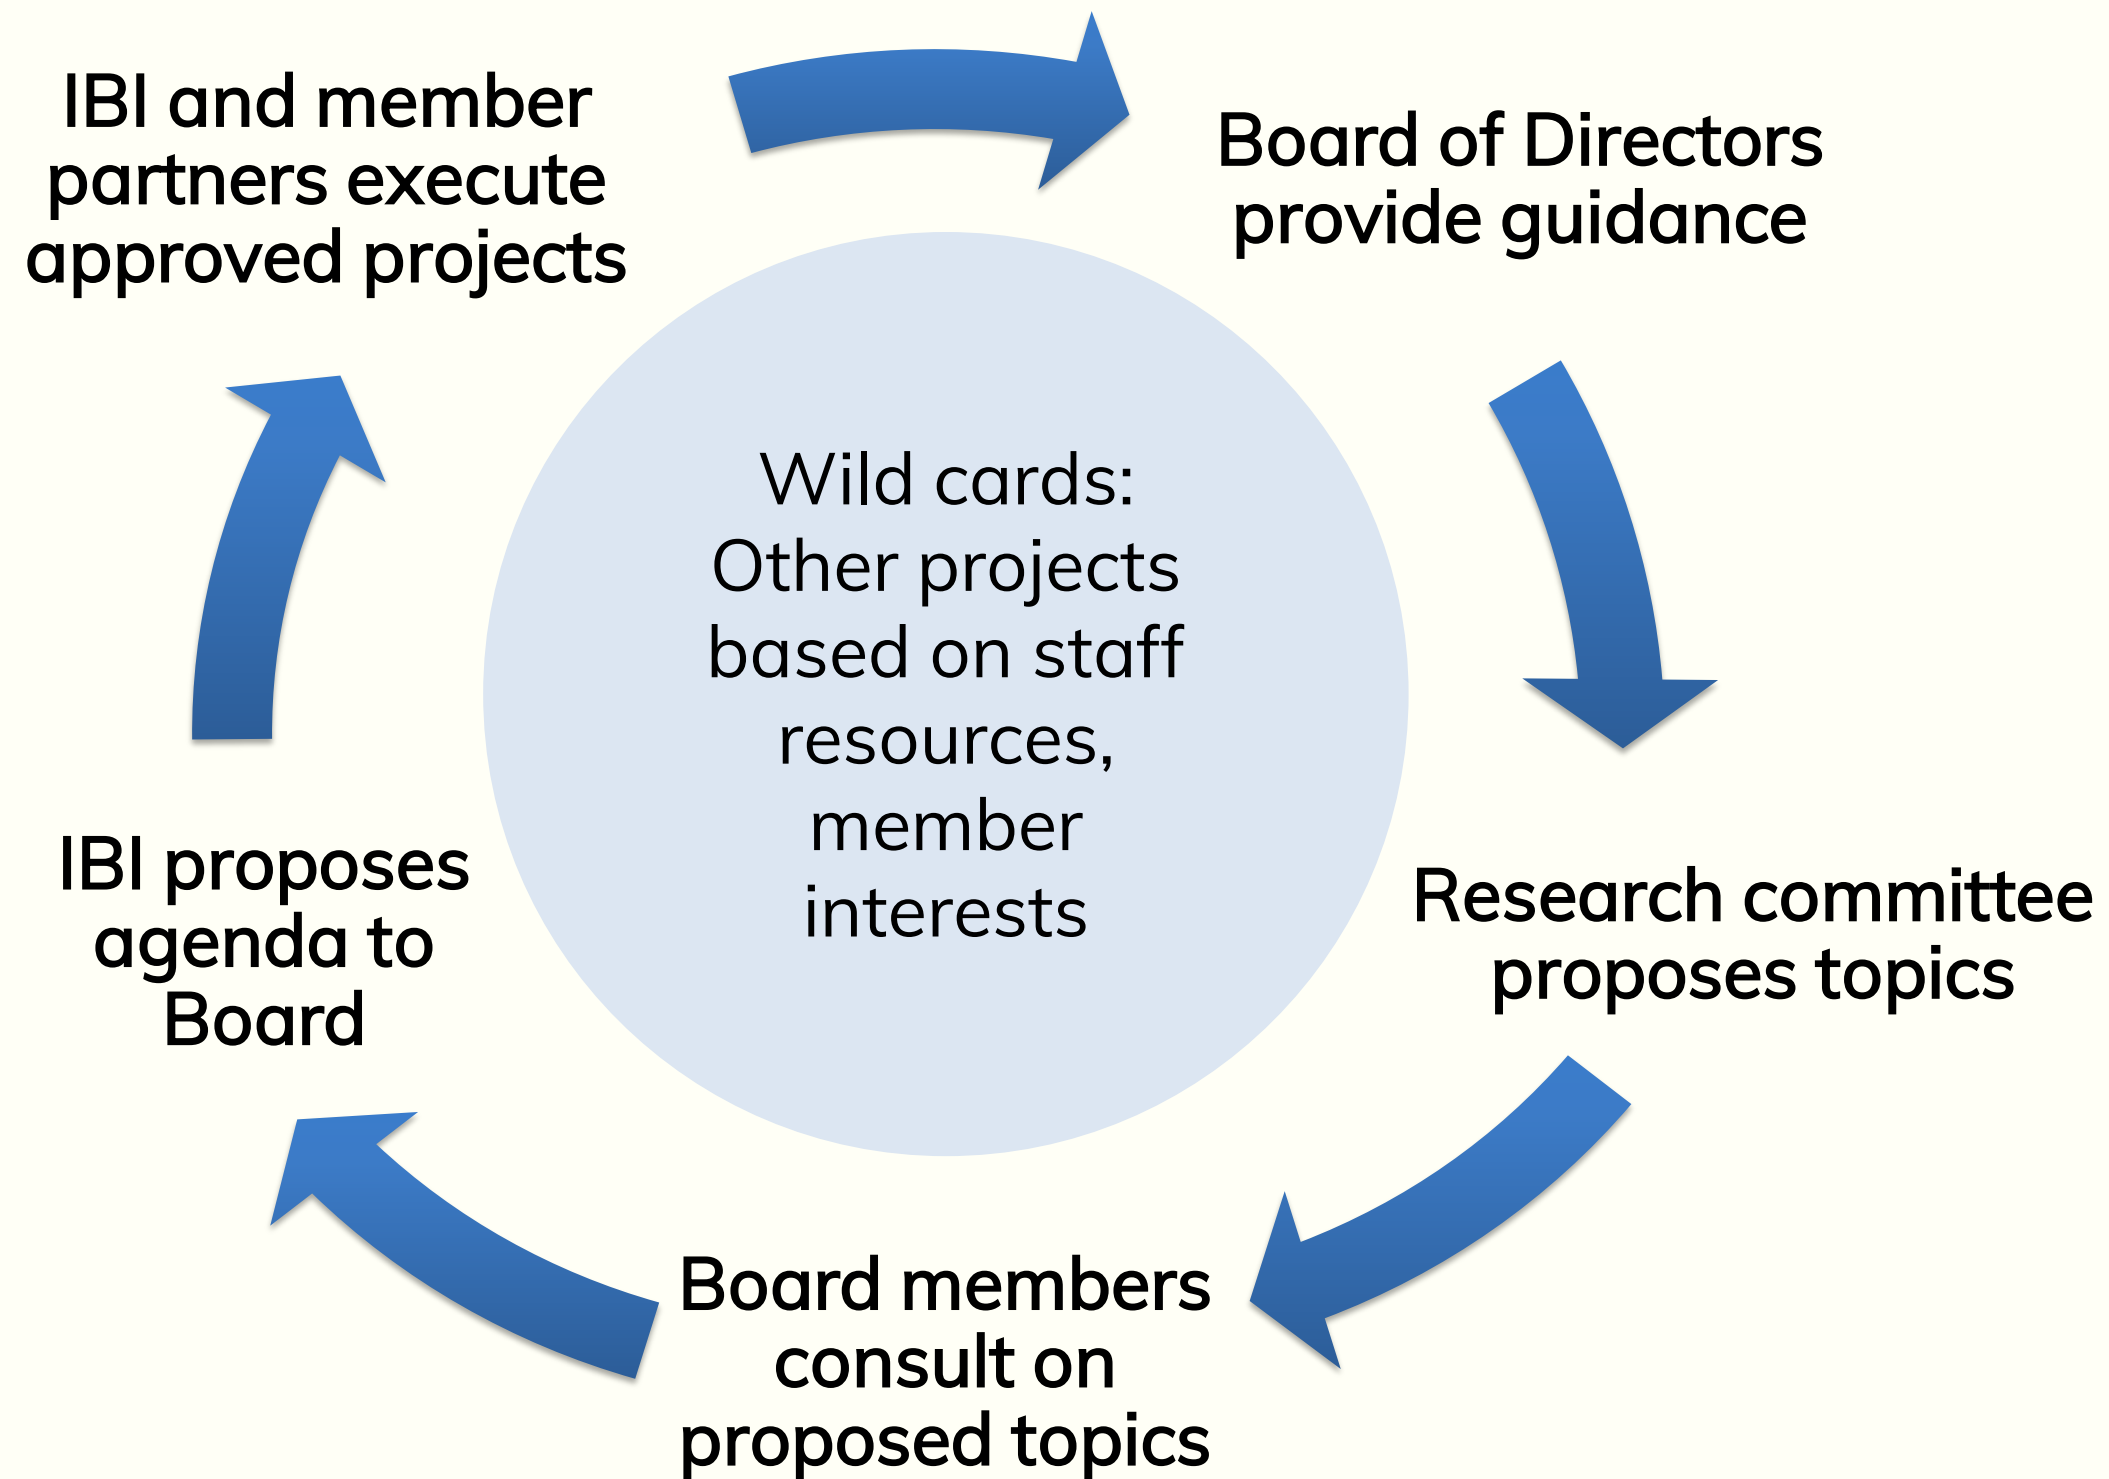 IBI and member
partners execute
approved projects
Board of Directors
provide guidance
Wild cards:
Other projects
based on staff
resources,
member
interests
Research committee
proposes topics
Board members
consult on
proposed topics
IBI proposes
agenda to
Board